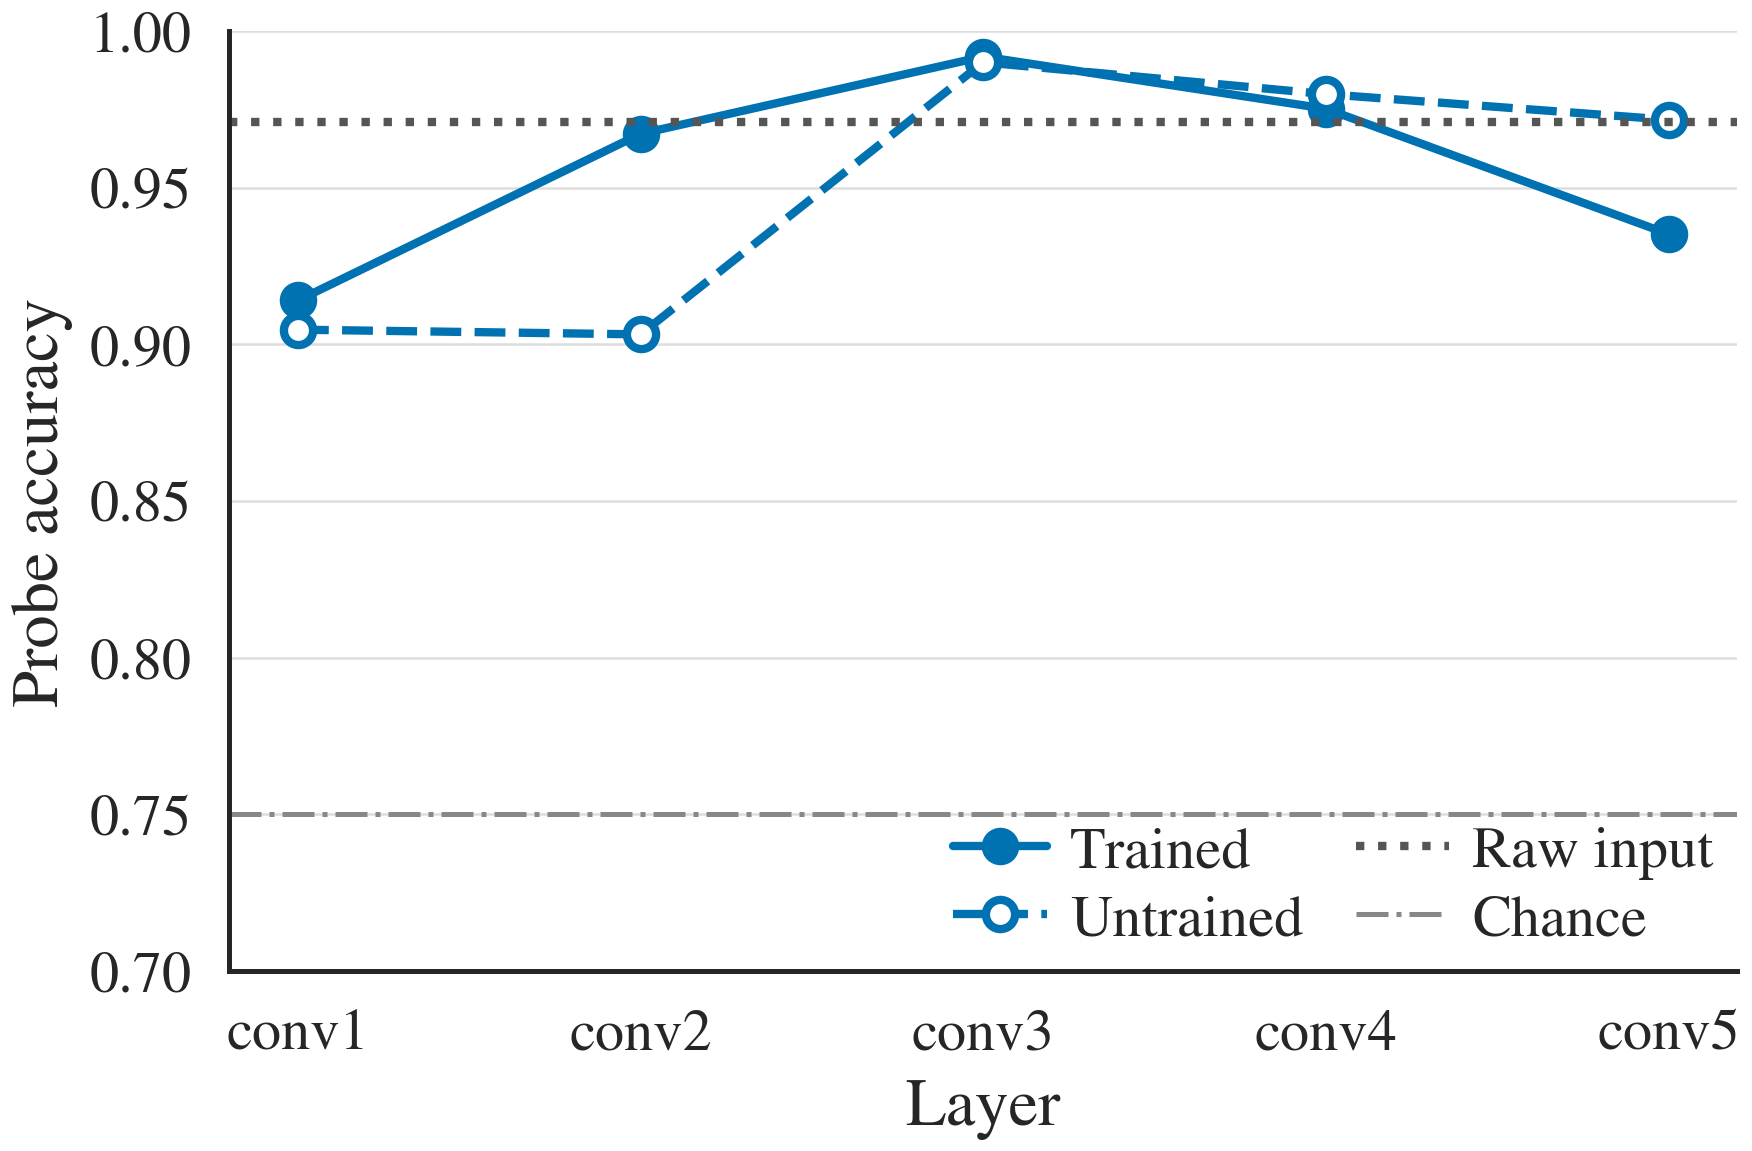 1.00
0.95
0.90
0.85
0.80
0.75
0.70
Probe accuracy
Trained
Untrained
Raw input
Chance
conv1 conv2 conv3 conv4 conv5
Layer